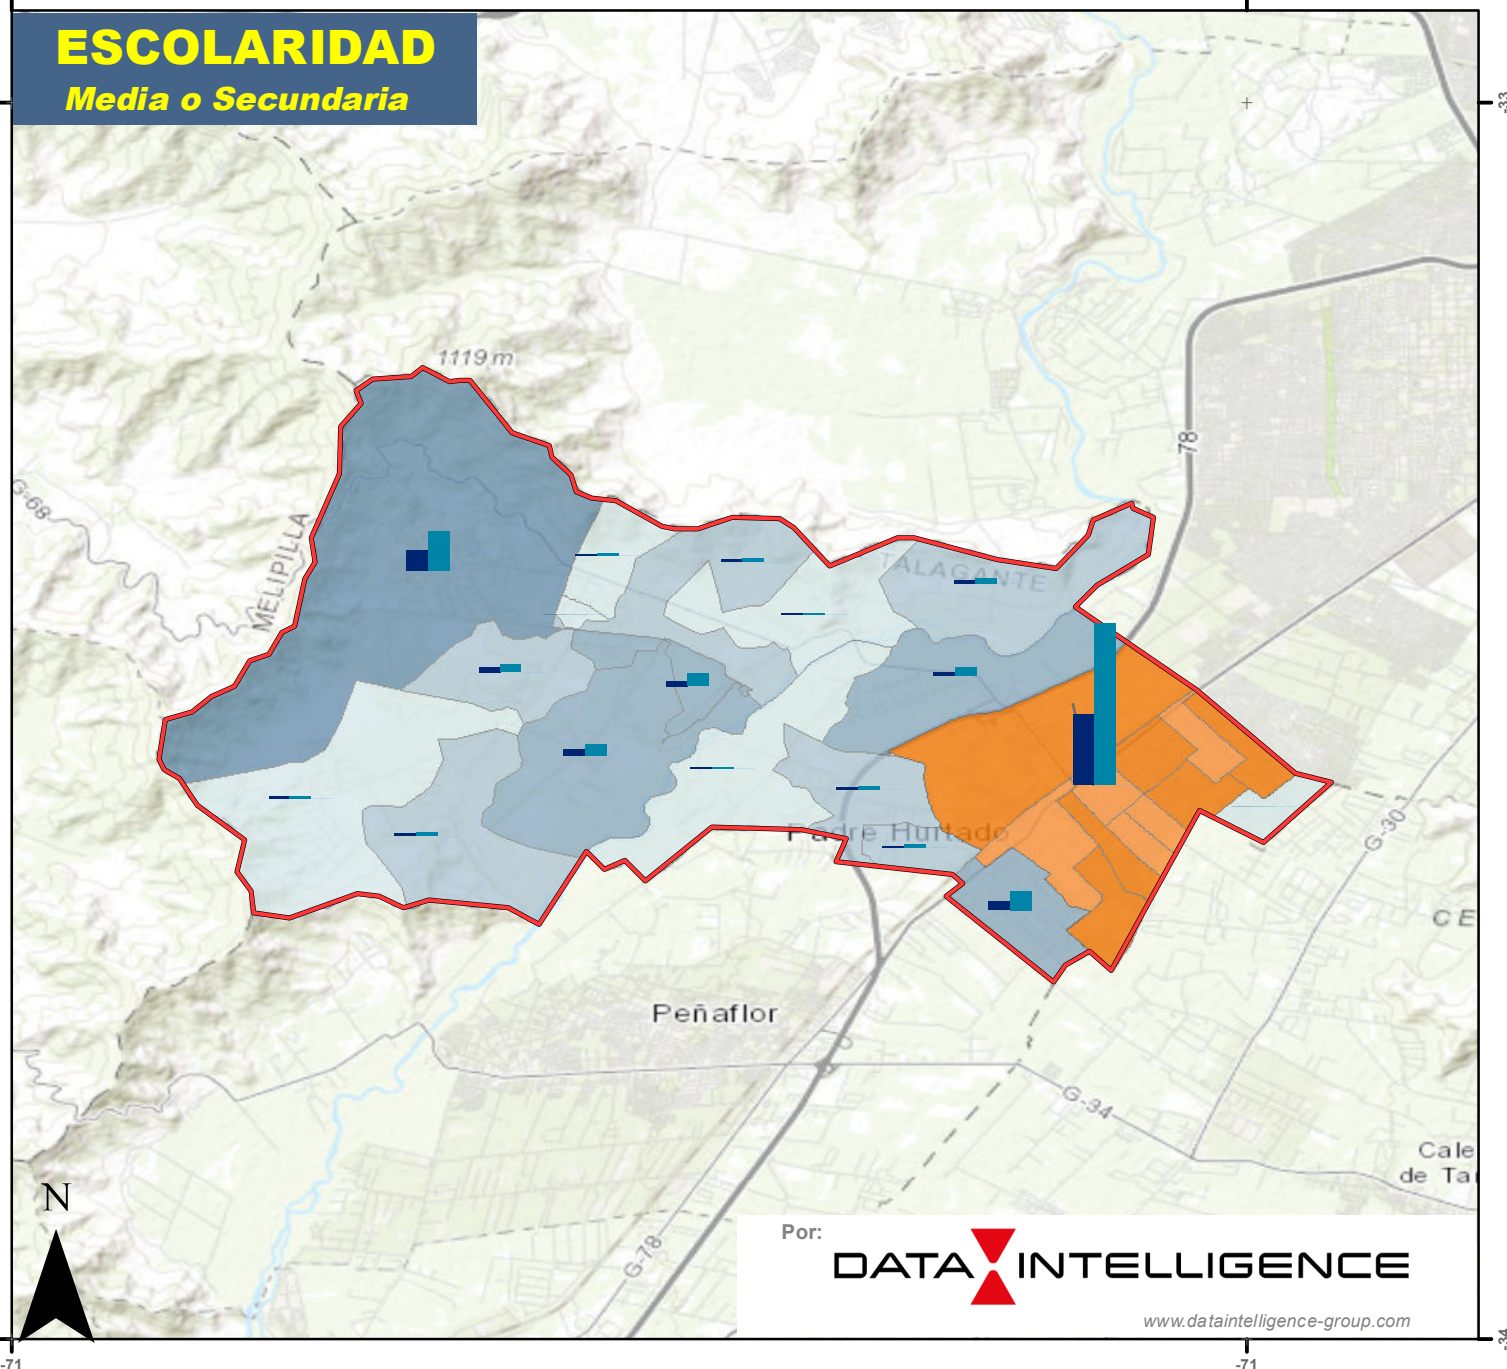 ESCOLARIDAD
Media o Secundaria
-33
1119 m
78
G-68
MELIPILLA
TALAGANTE
Padre Hurtado
G-30
CE
Peñaflor
G-34
Cale
de Ta
N
G-78
Por:
DATA INTELLIGENCE
www.dataintelligence-group.com
-34
-71
-71